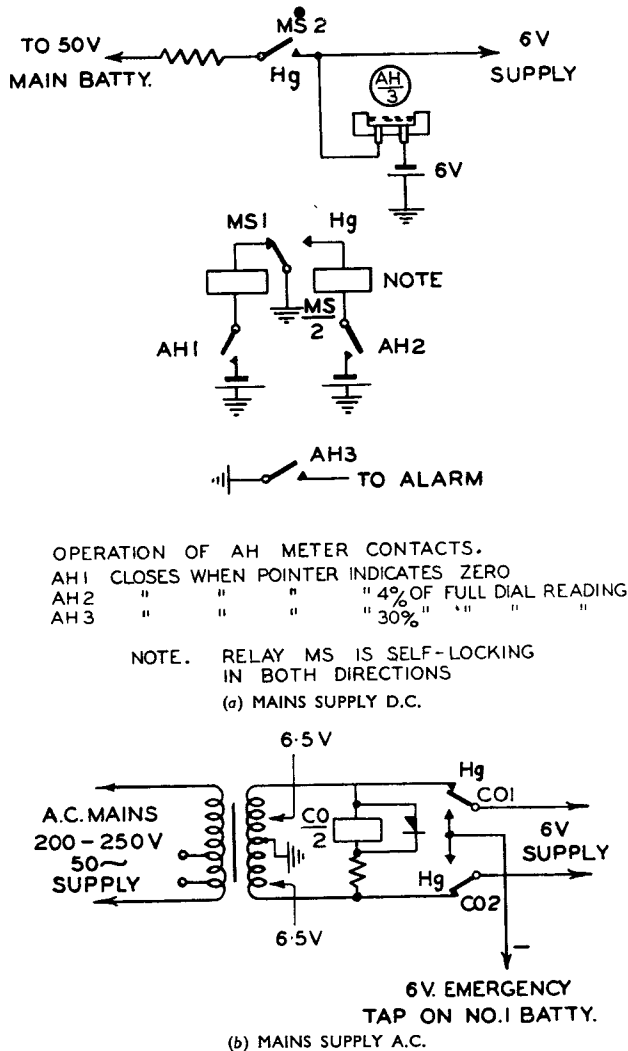 MS 2
TO 50V
MAIN BATTY.
Hg
6V
SUPPLY
AH
3
6V
MS1
Hg
NOTE
MS
2
AH1
AH2
AH3
TO ALARM
OPERATION OF AH METER CONTACTS.
AH1 CLOSES WHEN POINTER INDICATES ZERO
AH2 " " " " 4% OF FULL DIAL READING
AH3 " " " " 30% " " " "
NOTE. RELAY MS IS SELF-LOCKING
IN BOTH DIRECTIONS
(a) MAINS SUPPLY D.C.
6·5V
Hg
CO1
A.C. MAINS
200-250V
50~
SUPPLY
CO
2
6V
SUPPLY
Hg
CO2
6·5V
–
6V. EMERGENCY
TAP ON NO.1 BATTY.
(b) MAINS SUPPLY A.C.